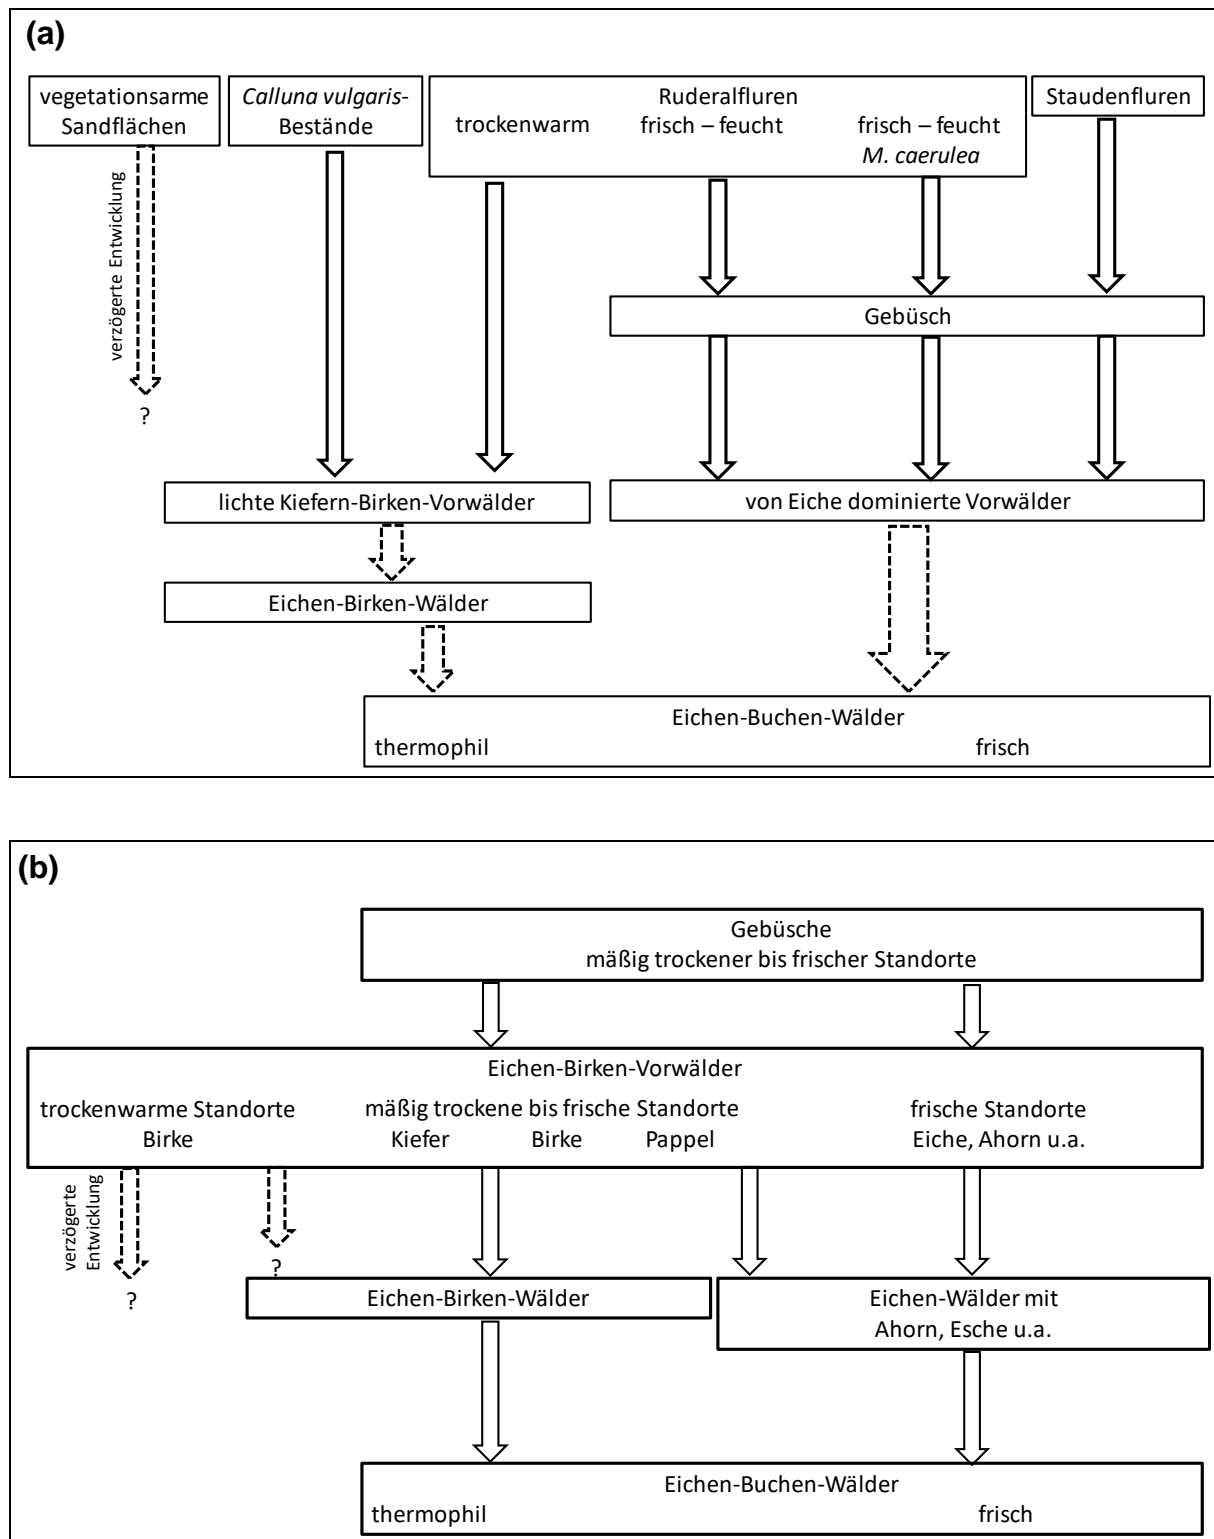 (a)
vegetationsarme
Sandflächen
Calluna vulgaris-
Bestände
Ruderalfluren
trockenwarm frisch – feucht frisch – feucht
M. caerulea
Staudenfluren
verzögerte Entwicklung
?
Gebüsch
lichte Kiefern-Birken-Vorwälder
von Eiche dominierte Vorwälder
Eichen-Birken-Wälder
Eichen-Buchen-Wälder
thermophil frisch
(b)
Gebüsche
mäßig trockener bis frischer Standorte
Eichen-Birken-Vorwälder
trockenwarme Standorte
Birke
mäßig trockene bis frische Standorte
Kiefer Birke Pappel
frische Standorte
Eiche, Ahorn u.a.
verzögerte
Entwicklung
?
?
Eichen-Birken-Wälder
Eichen-Wälder mit
Ahorn, Esche u.a.
Eichen-Buchen-Wälder
thermophil frisch